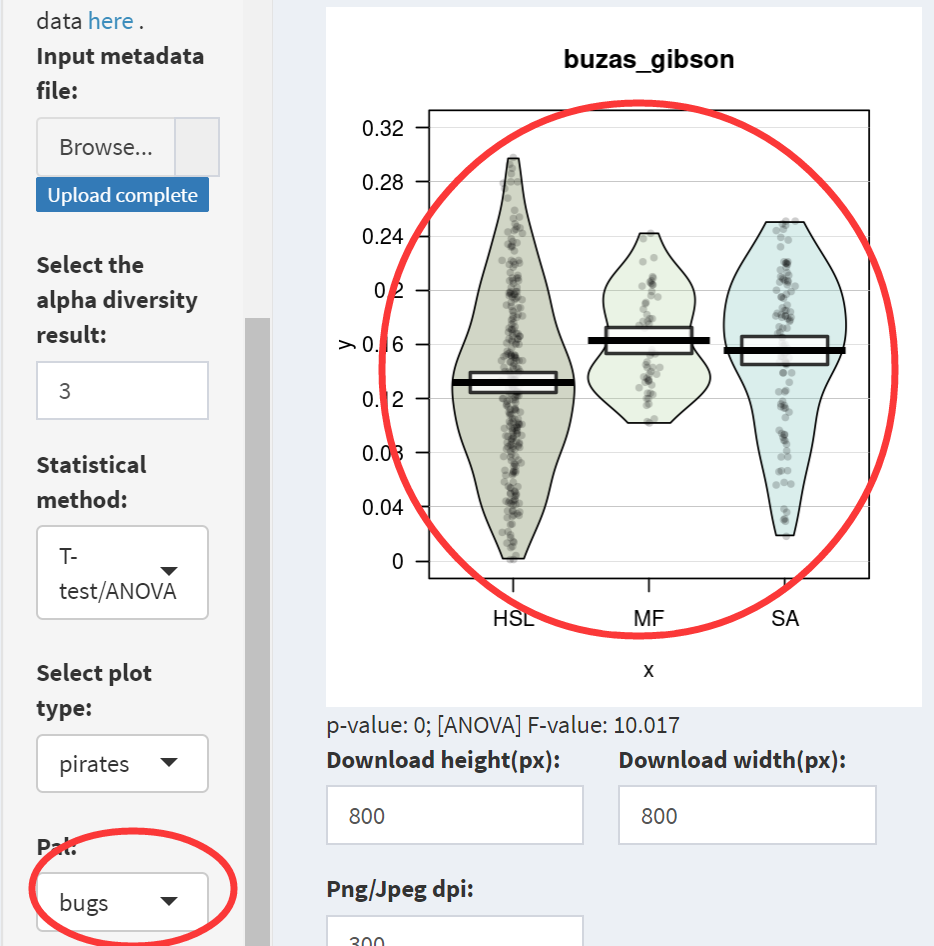 data here .
Input metadata
file:
Browse...
Upload complete
Select the
alpha diversity
result:
3
Statistical
method:
T-
test/ANOVA
Select plot
type:
pirates
Pal:
bugs
buzas_gibson
0.32
0.28
0.24
0.2
0.16
0.12
0.08
0.04
0
y
HSL
MF
SA
x
p-value: 0; [ANOVA] F-value: 10.017
Download height(px):
Download width(px):
800
800
Png/Jpeg dpi:
300